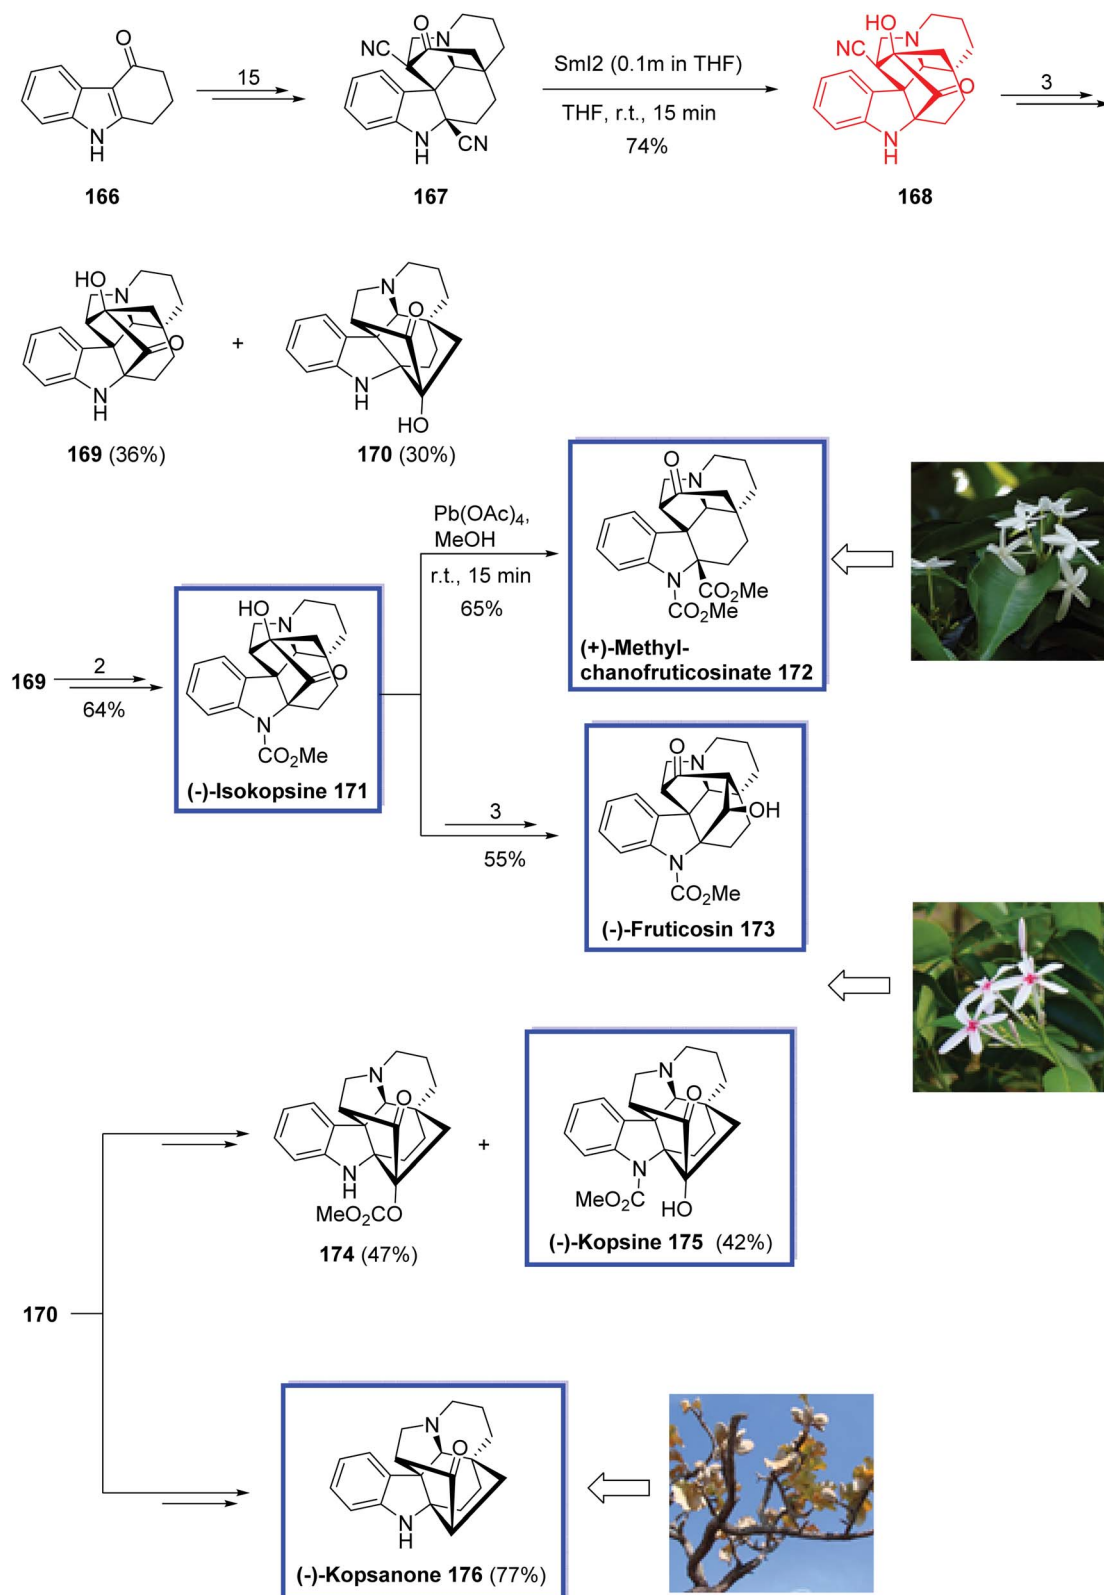 O
N
H
166
15
NC
O
N
N
H
CN
167
SmI2 (0.1m in THF)
THF, r.t., 15 min
74%
HO
NC
N
O
N
H
168
3
HO
N
O
N
H
169 (36%)
+
N
O
N
H
HO
170 (30%)
169
2
64%
HO
N
O
N
CO2Me
(-)-Isokopsine 171
Pb(OAc)4,
MeOH
r.t., 15 min
65%
O
N
N
CO2Me
CO2Me
(+)-Methyl-
chanofruticosinate 172
3
55%
O
N
OH
N
CO2Me
(-)-Fruticosin 173
170
N
O
N
H
MeO2CO
174 (47%)
+
N
O
N
MeO2C
HO
(-)-Kopsine 175 (42%)
N
O
N
H
(-)-Kopsanone 176 (77%)